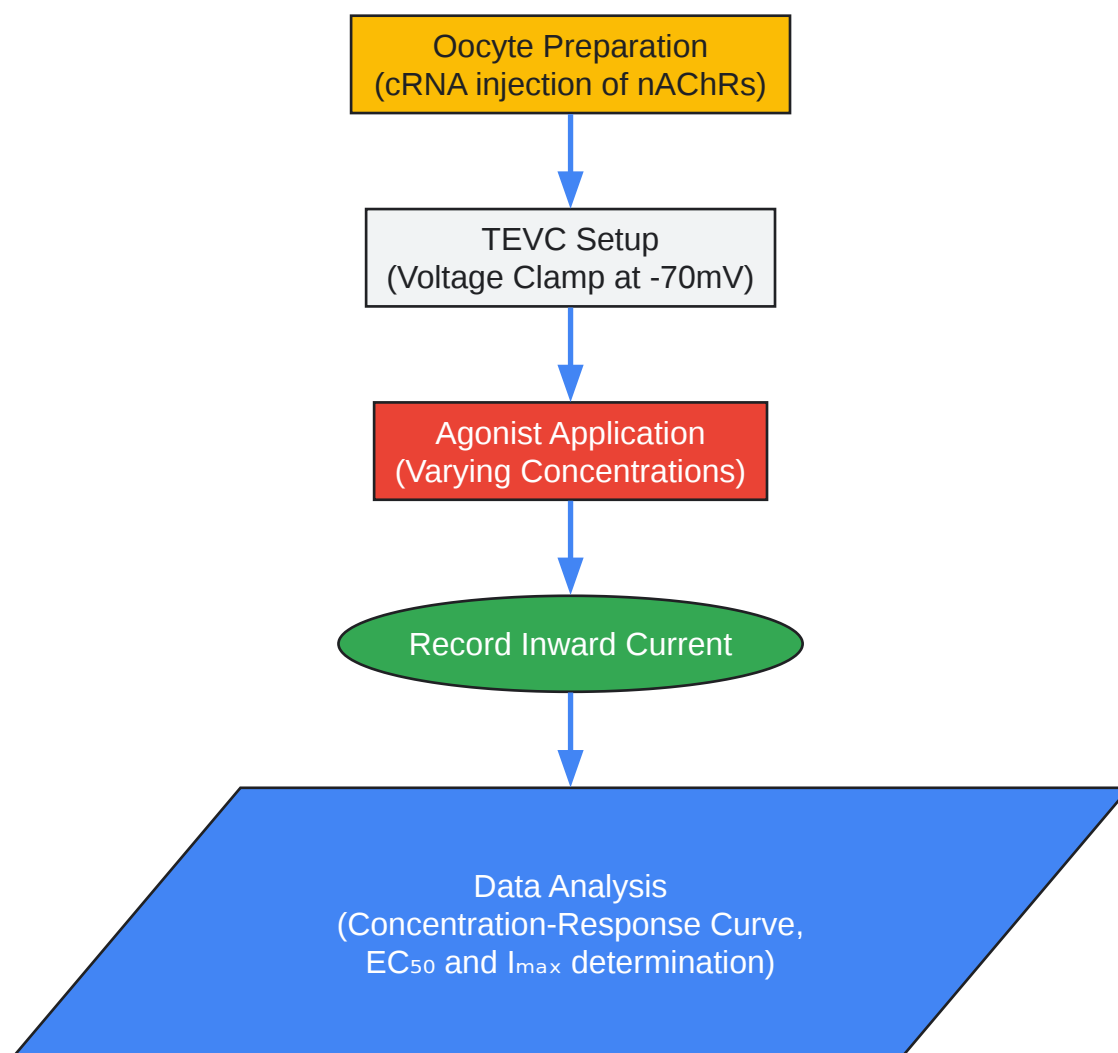 Oocyte Preparation
(cRNA injection of nAChRs)
TEVC Setup
(Voltage Clamp at -70mV)
Agonist Application
(Varying Concentrations)
Record Inward Current
Data Analysis
(Concentration-Response Curve,
EC₅₀ and Iₘₐₓ determination)